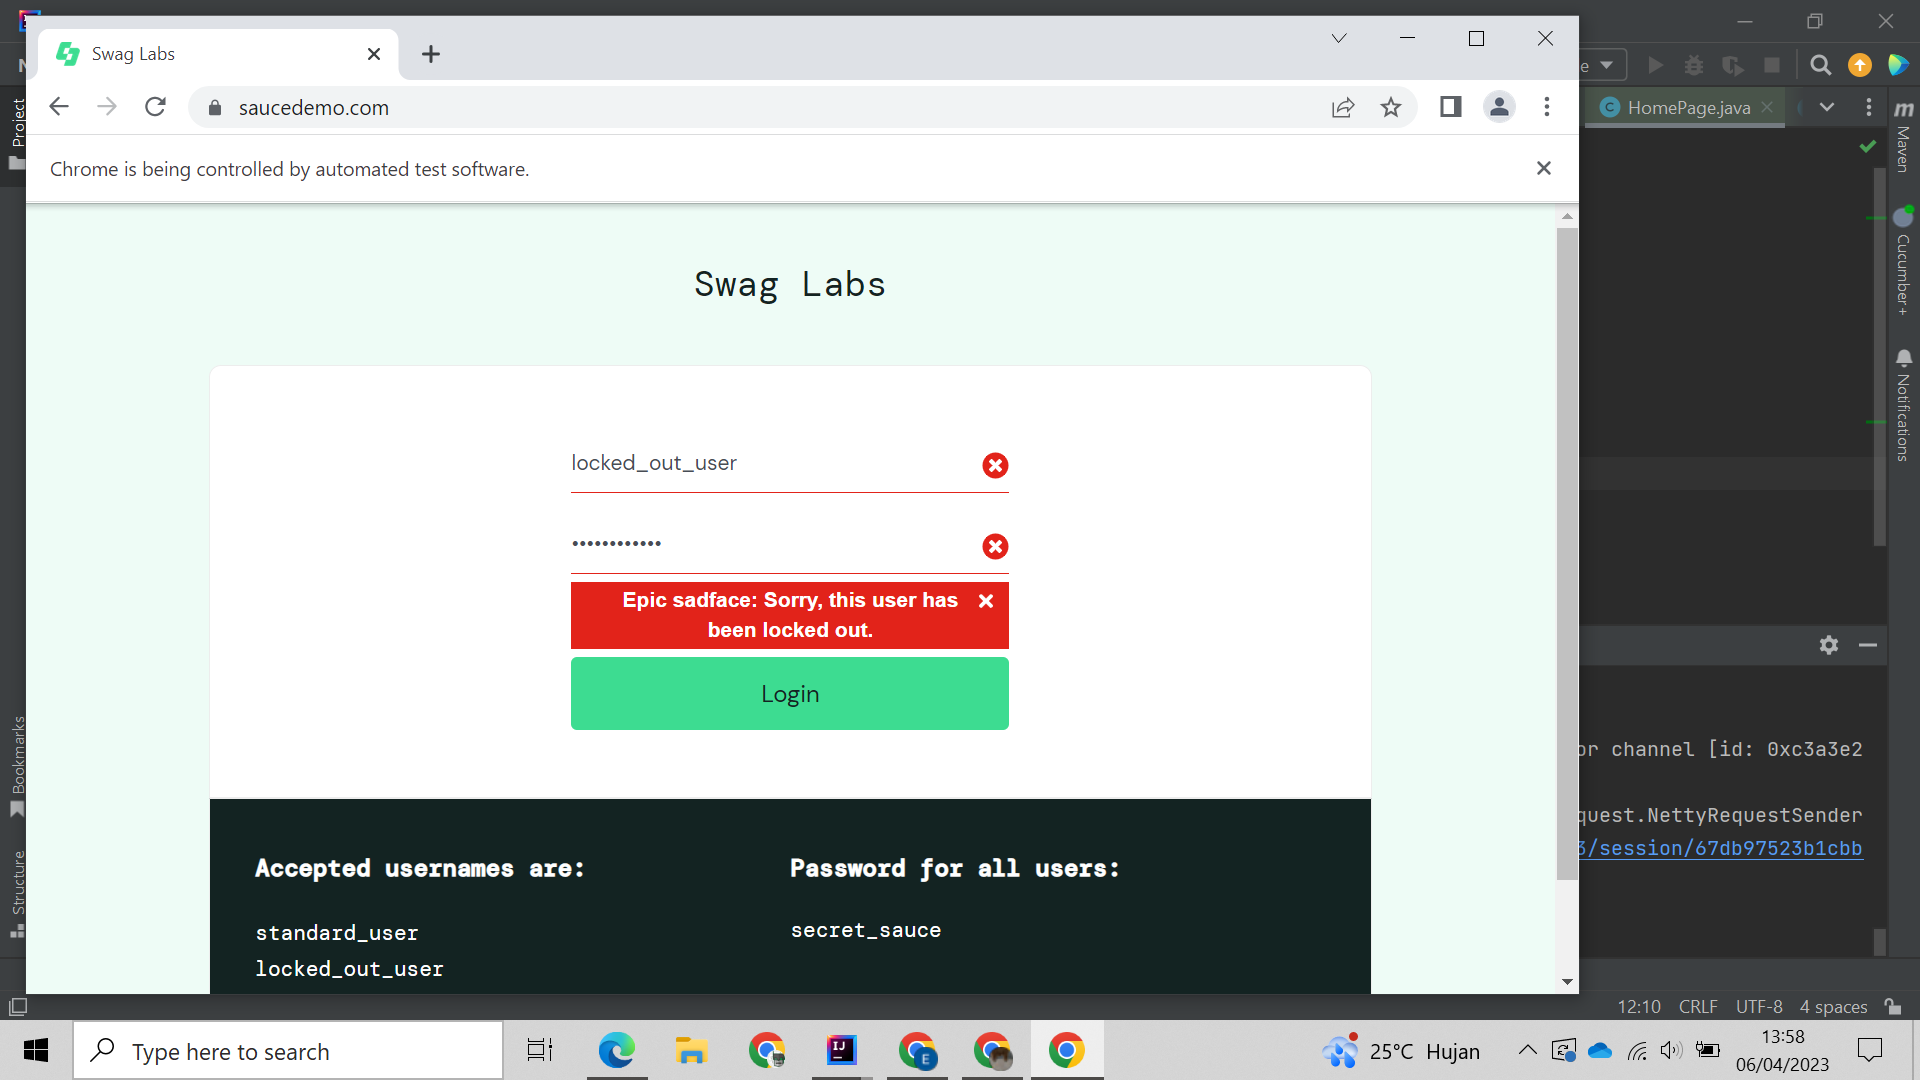 Swag Labs
saucedemo.com
Chrome is being controlled by automated test software.
Swag Labs
locked_out_user
••••••••••••
Epic sadface: Sorry, this user has
been locked out.
Login
Accepted usernames are:
standard_user
locked_out_user
Password for all users:
secret_sauce
Project
Bookmarks
Structure
HomePage.java
Maven
Cucumber+
Notifications
or channel [id: 0xc3a3e2
quest.NettyRequestSender
3/session/67db97523b1cbb
12:10 CRLF UTF-8 4 spaces
Type here to search
25°C Hujan
13:58
06/04/2023